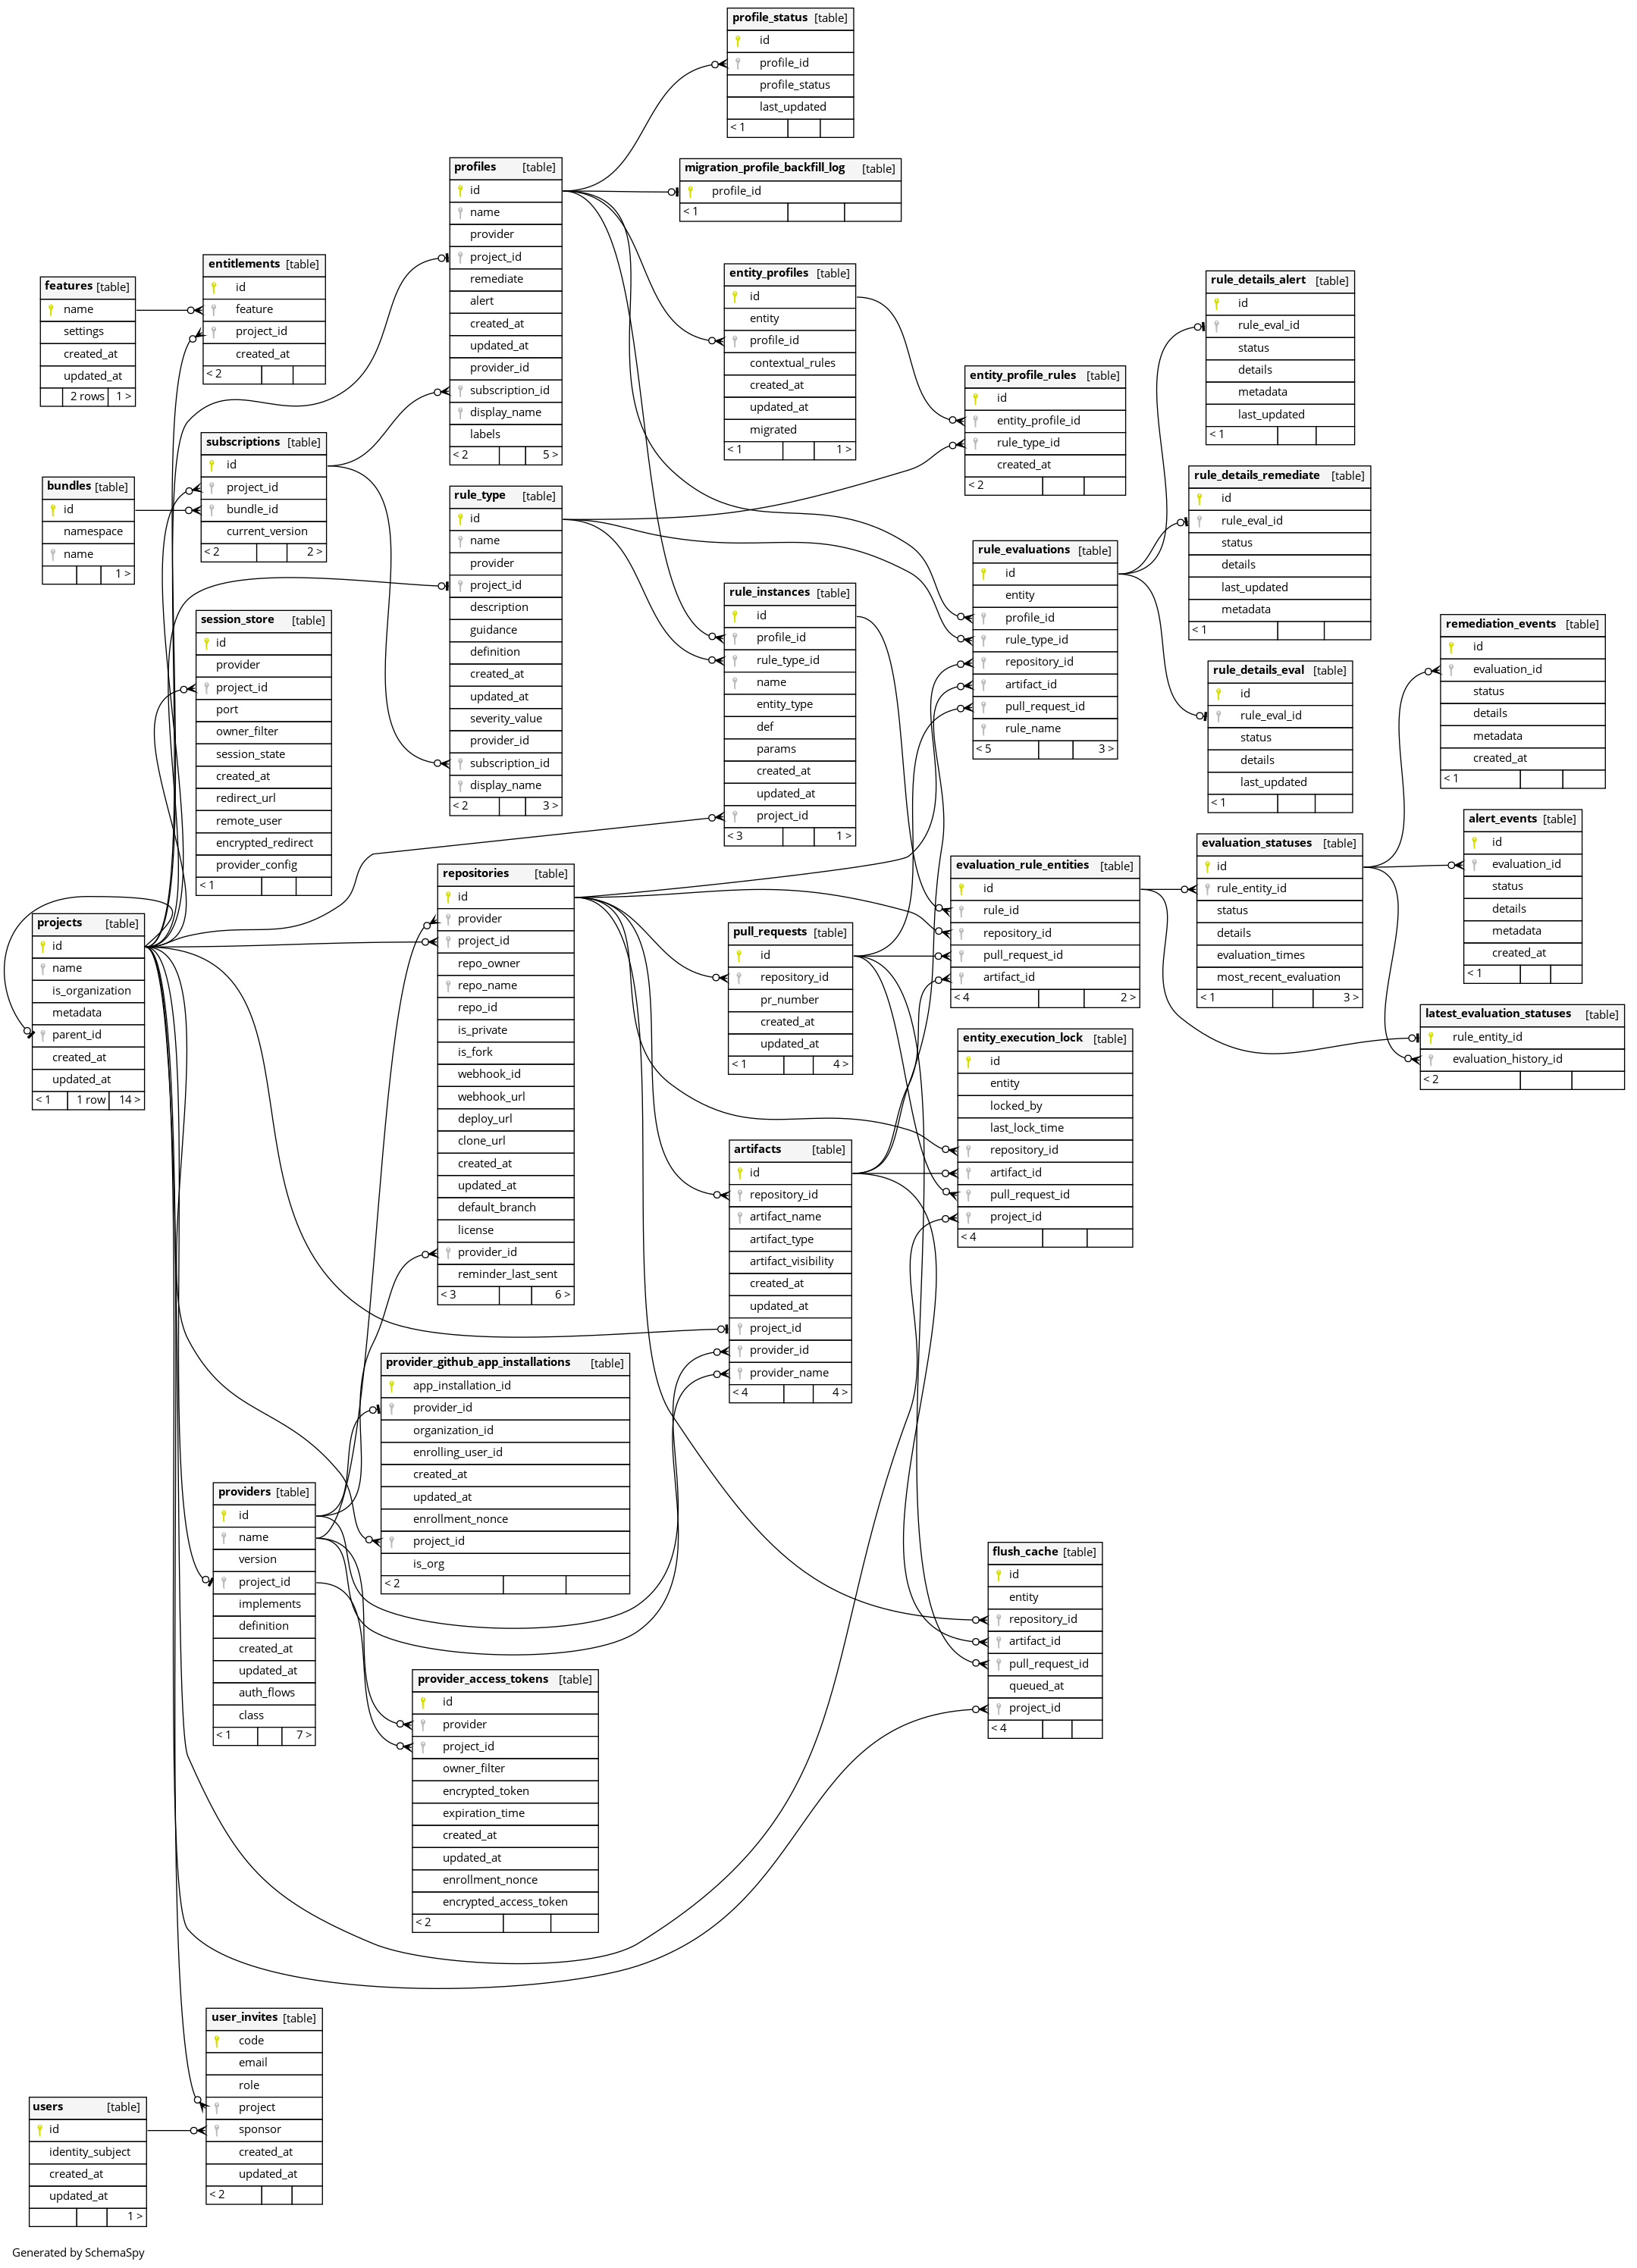 profile_status [table]
id
profile_id
profile_status
last_updated
< 1
profiles [table]
id
name
provider
project_id
remediate
alert
created_at
updated_at
provider_id
subscription_id
display_name
labels
< 2 5 >
migration_profile_backfill_log [table]
profile_id
< 1
features [table]
name
settings
created_at
updated_at
2 rows 1 >
entitlements [table]
id
feature
project_id
created_at
< 2
entity_profiles [table]
id
entity
profile_id
contextual_rules
created_at
updated_at
migrated
< 1 1 >
rule_details_alert [table]
id
rule_eval_id
status
details
metadata
last_updated
< 1
entity_profile_rules [table]
id
entity_profile_id
rule_type_id
created_at
< 2
subscriptions [table]
id
project_id
bundle_id
current_version
< 2 2 >
bundles [table]
id
namespace
name
1 >
rule_type [table]
id
name
provider
project_id
description
guidance
definition
created_at
updated_at
severity_value
provider_id
subscription_id
display_name
< 2 3 >
rule_details_remediate [table]
id
rule_eval_id
status
details
last_updated
metadata
< 1
rule_evaluations [table]
id
entity
profile_id
rule_type_id
repository_id
artifact_id
pull_request_id
rule_name
< 5 3 >
rule_instances [table]
id
profile_id
rule_type_id
name
entity_type
def
params
created_at
updated_at
project_id
< 3 1 >
session_store [table]
id
provider
project_id
port
owner_filter
session_state
created_at
redirect_url
remote_user
encrypted_redirect
provider_config
< 1
remediation_events [table]
id
evaluation_id
status
details
metadata
created_at
< 1
rule_details_eval [table]
id
rule_eval_id
status
details
last_updated
< 1
alert_events [table]
id
evaluation_id
status
details
metadata
created_at
< 1
evaluation_statuses [table]
id
rule_entity_id
status
details
evaluation_times
most_recent_evaluation
< 1 3 >
evaluation_rule_entities [table]
id
rule_id
repository_id
pull_request_id
artifact_id
< 4 2 >
repositories [table]
id
provider
project_id
repo_owner
repo_name
repo_id
is_private
is_fork
webhook_id
webhook_url
deploy_url
clone_url
created_at
updated_at
default_branch
license
provider_id
reminder_last_sent
< 3 6 >
projects [table]
id
name
is_organization
metadata
parent_id
created_at
updated_at
< 1 1 row 14 >
pull_requests [table]
id
repository_id
pr_number
created_at
updated_at
< 1 4 >
latest_evaluation_statuses [table]
rule_entity_id
evaluation_history_id
< 2
entity_execution_lock [table]
id
entity
locked_by
last_lock_time
repository_id
artifact_id
pull_request_id
project_id
< 4
artifacts [table]
id
repository_id
artifact_name
artifact_type
artifact_visibility
created_at
updated_at
project_id
provider_id
provider_name
< 4 4 >
provider_github_app_installations [table]
app_installation_id
provider_id
organization_id
enrolling_user_id
created_at
updated_at
enrollment_nonce
project_id
is_org
< 2
providers [table]
id
name
version
project_id
implements
definition
created_at
updated_at
auth_flows
class
< 1 7 >
flush_cache [table]
id
entity
repository_id
artifact_id
pull_request_id
queued_at
project_id
< 4
provider_access_tokens [table]
id
provider
project_id
owner_filter
encrypted_token
expiration_time
created_at
updated_at
enrollment_nonce
encrypted_access_token
< 2
user_invites [table]
code
email
role
project
sponsor
created_at
updated_at
< 2
users [table]
id
identity_subject
created_at
updated_at
1 >
Generated by SchemaSpy